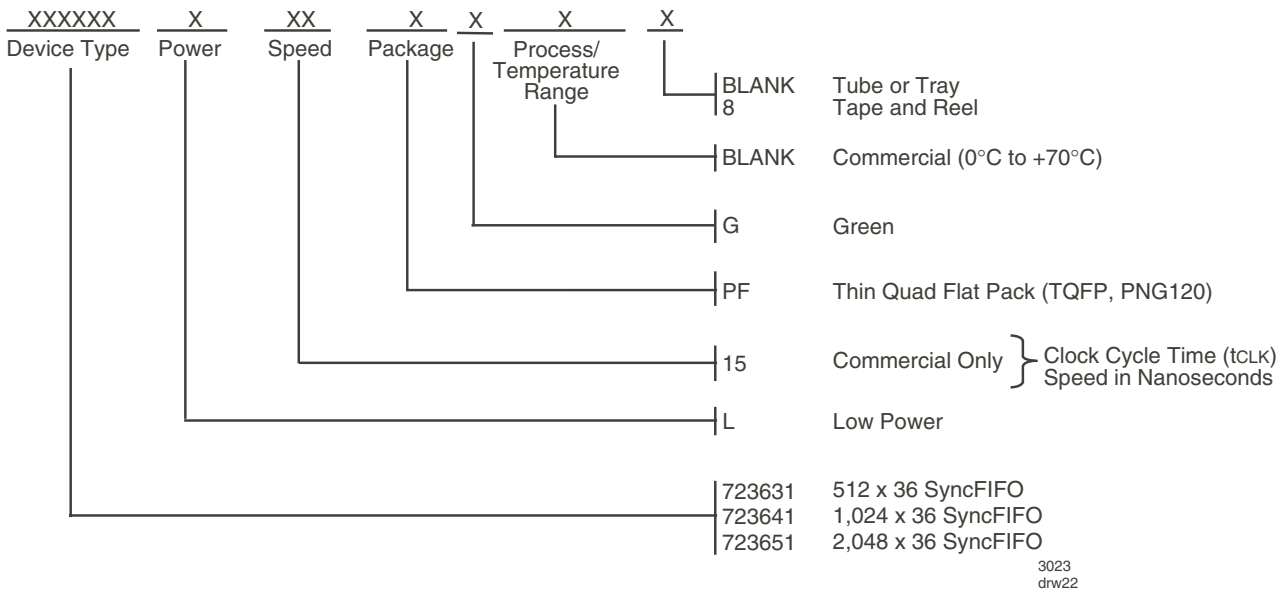 XXXXXX X XX X X X X
Device Type Power Speed Package Process/
Temperature
Range
BLANK Tube or Tray
8 Tape and Reel
BLANK Commercial (0°C to +70°C)
G Green
PF Thin Quad Flat Pack (TQFP, PNG120)
15 Commercial Only Clock Cycle Time (tCLK)
Speed in Nanoseconds
L Low Power
723631 512 x 36 SyncFIFO
723641 1,024 x 36 SyncFIFO
723651 2,048 x 36 SyncFIFO
3023
drw22